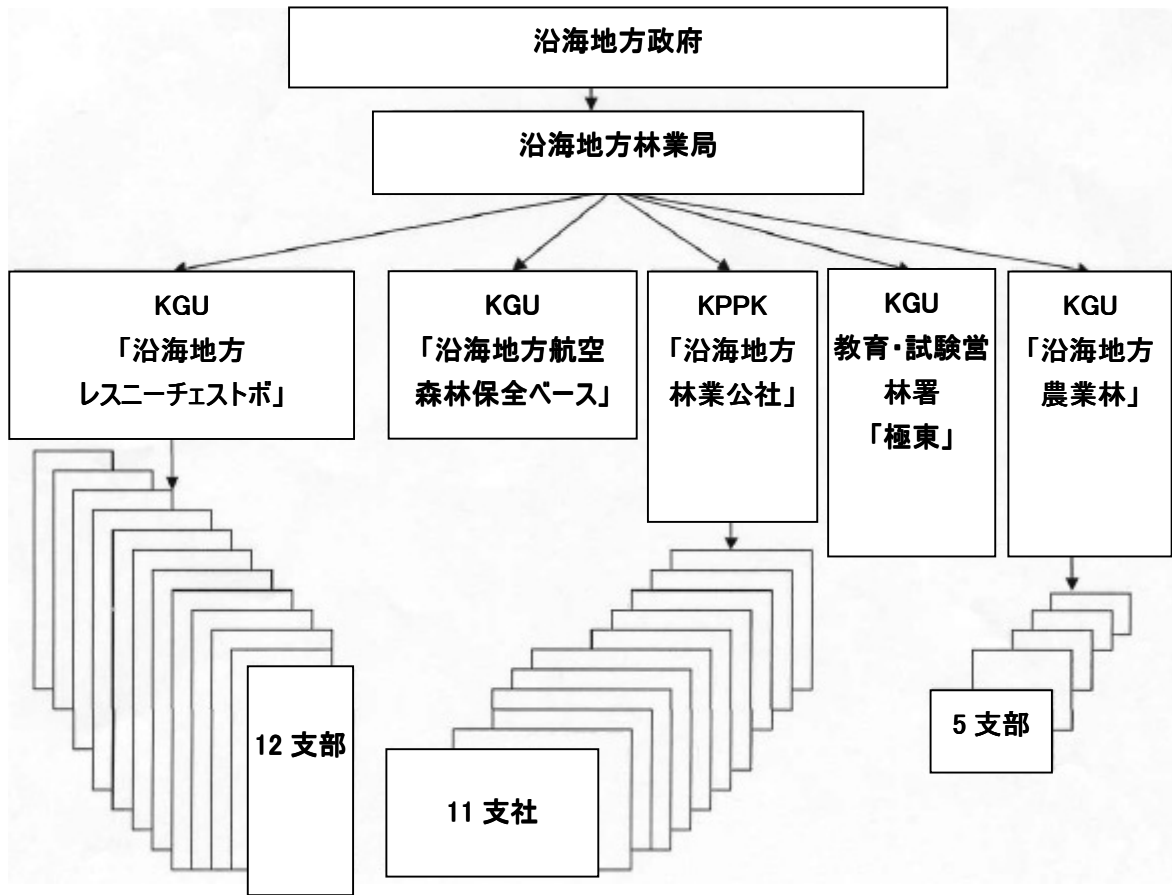 沿海地方政府
沿海地方林業局
KGU
「沿海地方
レスニーチェストボ」
KGU
「沿海地方航空
森林保全ベース」
KPPK
「沿海地方
林業公社」
KGU
教育・試験営
林署
「極東」
KGU
「沿海地方
農業林」
12 支部
11 支社
5 支部